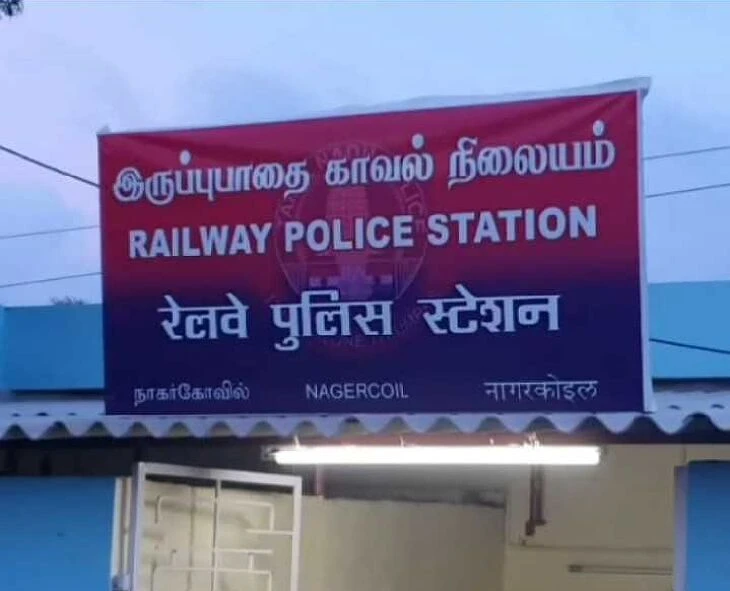 இருப்புபாதை காவல் நிலையம்
RAILWAY POLICE STATION
रेलवे पुलिस स्टेशन
நாகர்கோவில் NAGERCOIL नागरकोइल